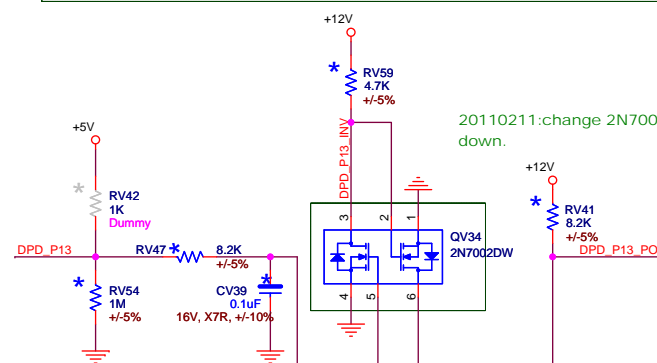 +12V
RV59
4.7K
+/-5%
20110211:change 2N700
down.
+5V
DPD_P13_INV
+12V
RV42
1K
Dummy
3
2
1
RV41
8.2K
+/-5%
QV34
2N7002DW
DPD_P13
RV47
8.2K
+/-5%
DPD_P13_PO
RV54
1M
+/-5%
CV39
0.1uF
16V, X7R, +/-10%
4
5
6